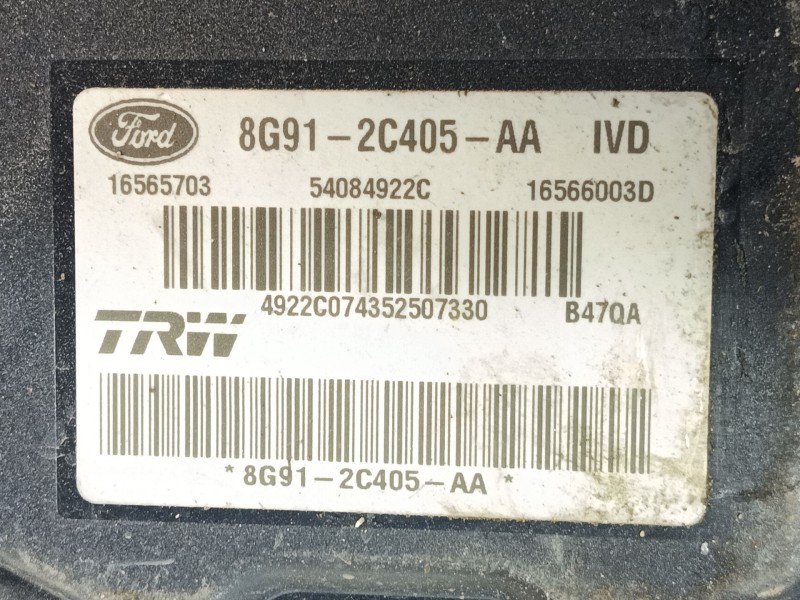 Ford 8G91-2C405-AA IVD
16565703 54084922C 16566003D
4922C074352507330 B47QA
TRW
*8G91-2C405-AA*